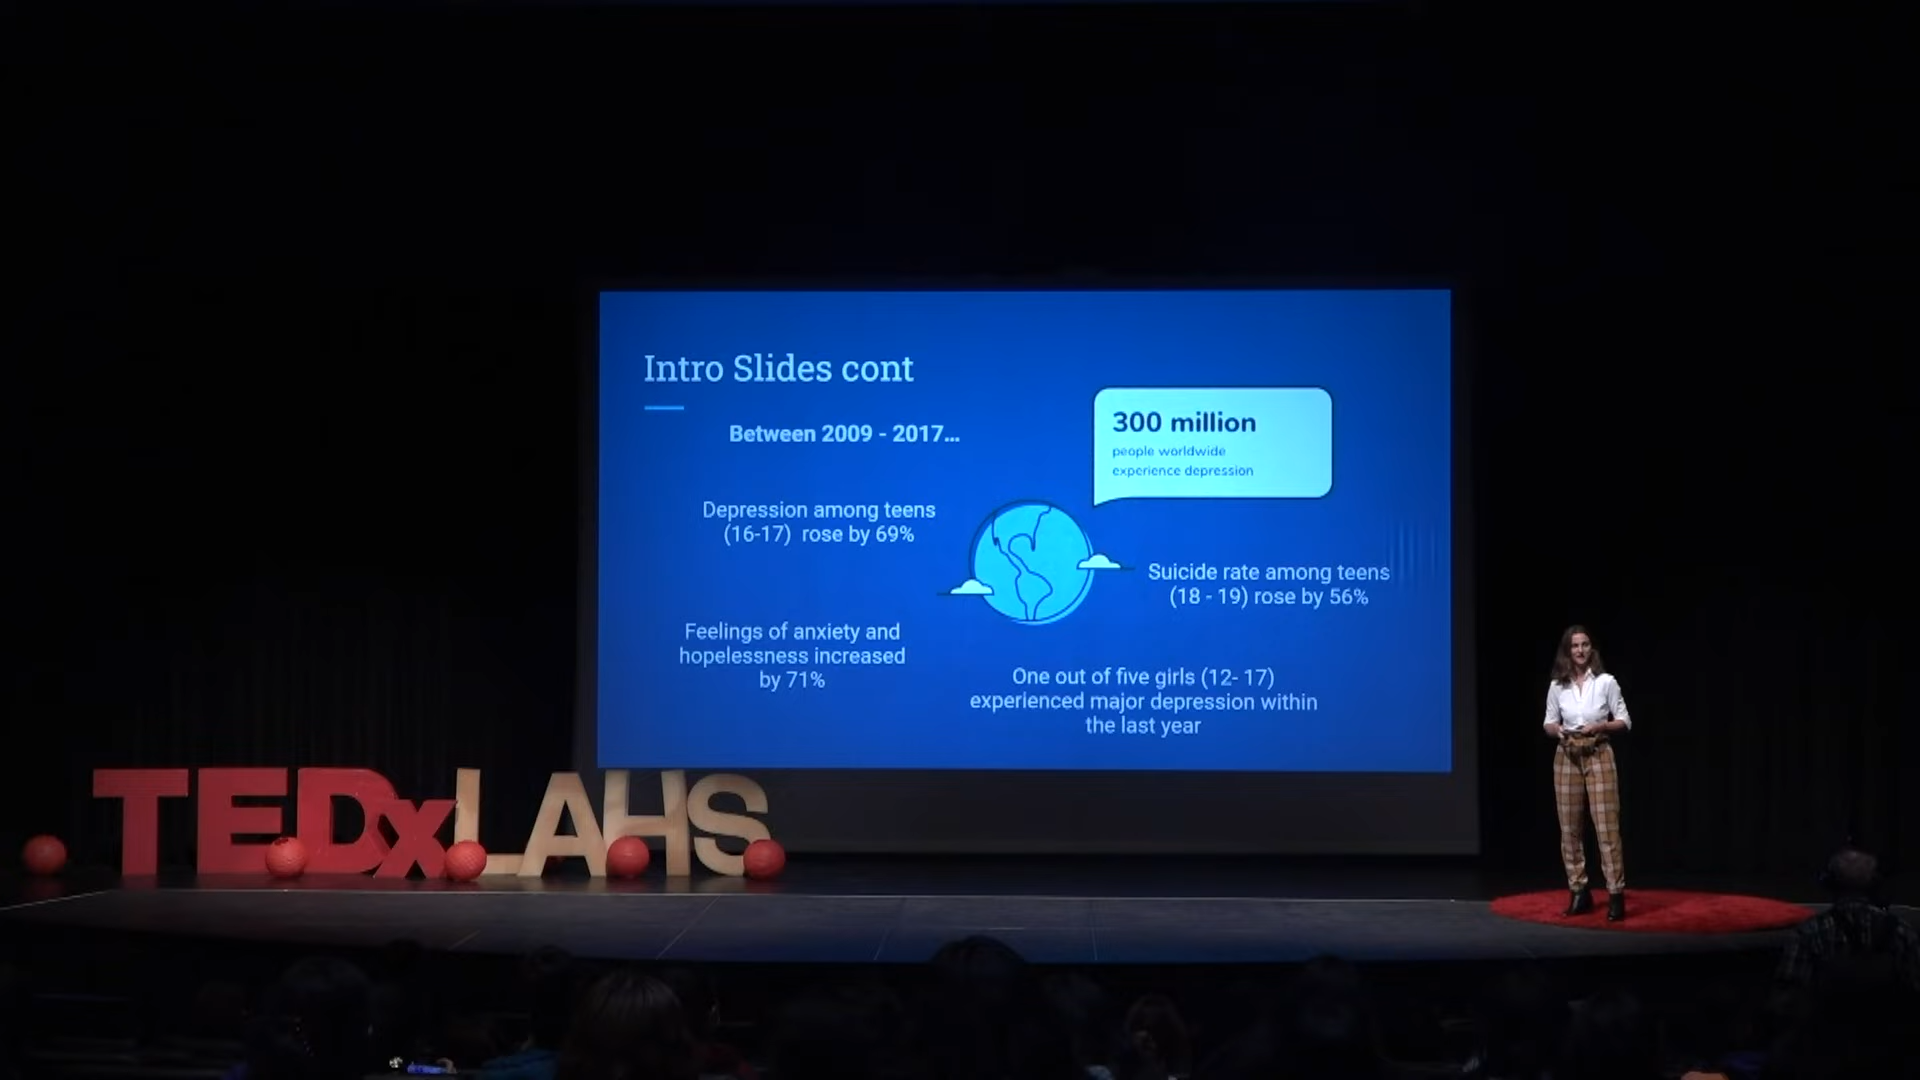 Intro Slides cont
Between 2009 - 2017...
300 million
people worldwide
experience depression
Depression among teens
(16-17) rose by 69%
Suicide rate among teens
(18 - 19) rose by 56%
Feelings of anxiety and
hopelessness increased
by 71%
One out of five girls (12- 17)
experienced major depression within
the last year
TEDxLAHS